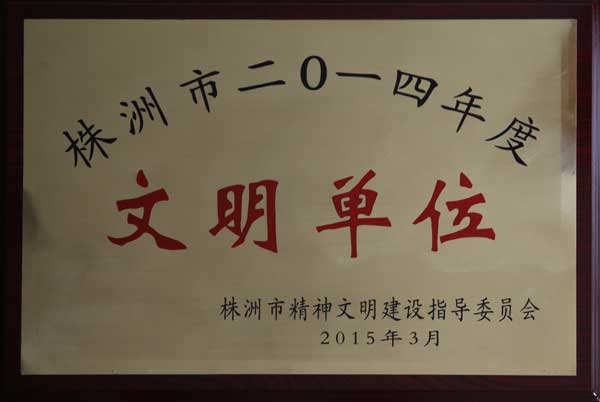 株洲市二〇一四年度
文明单位
株洲市精神文明建设指导委员会
2015年3月